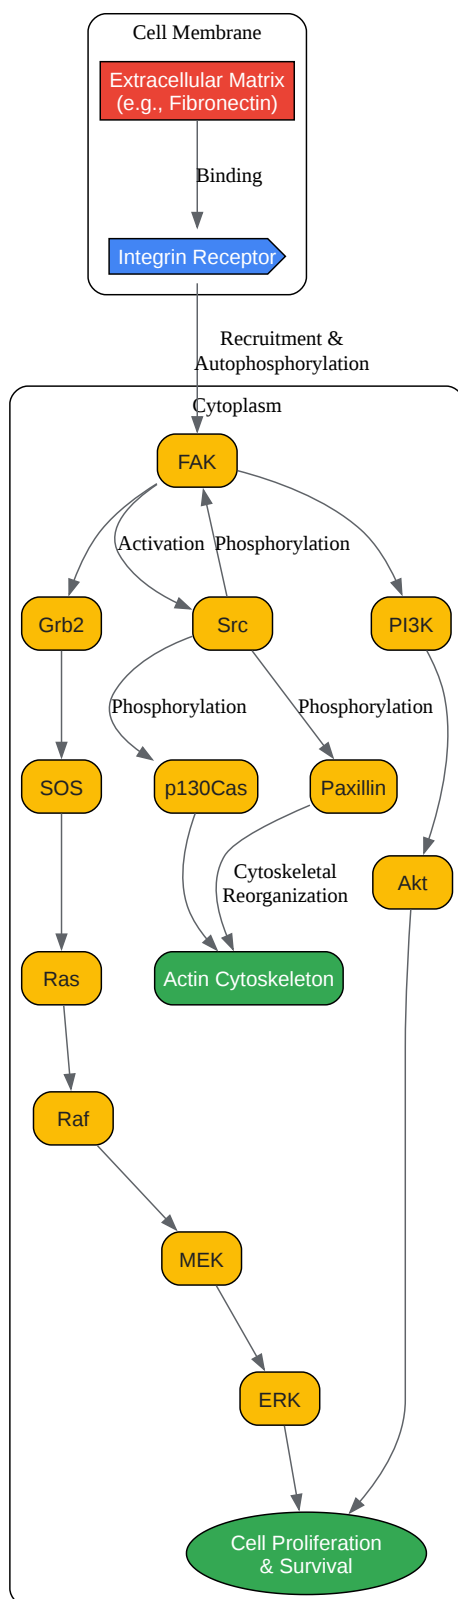 Cell Membrane
Extracellular Matrix
(e.g., Fibronectin)
Binding
Integrin Receptor
Recruitment &
Autophosphorylation
Cytoplasm
FAK
Activation
Phosphorylation
Grb2
Src
PI3K
Phosphorylation
Phosphorylation
SOS
p130Cas
Paxillin
Cytoskeletal
Reorganization
Akt
Ras
Actin Cytoskeleton
Raf
MEK
ERK
Cell Proliferation
& Survival